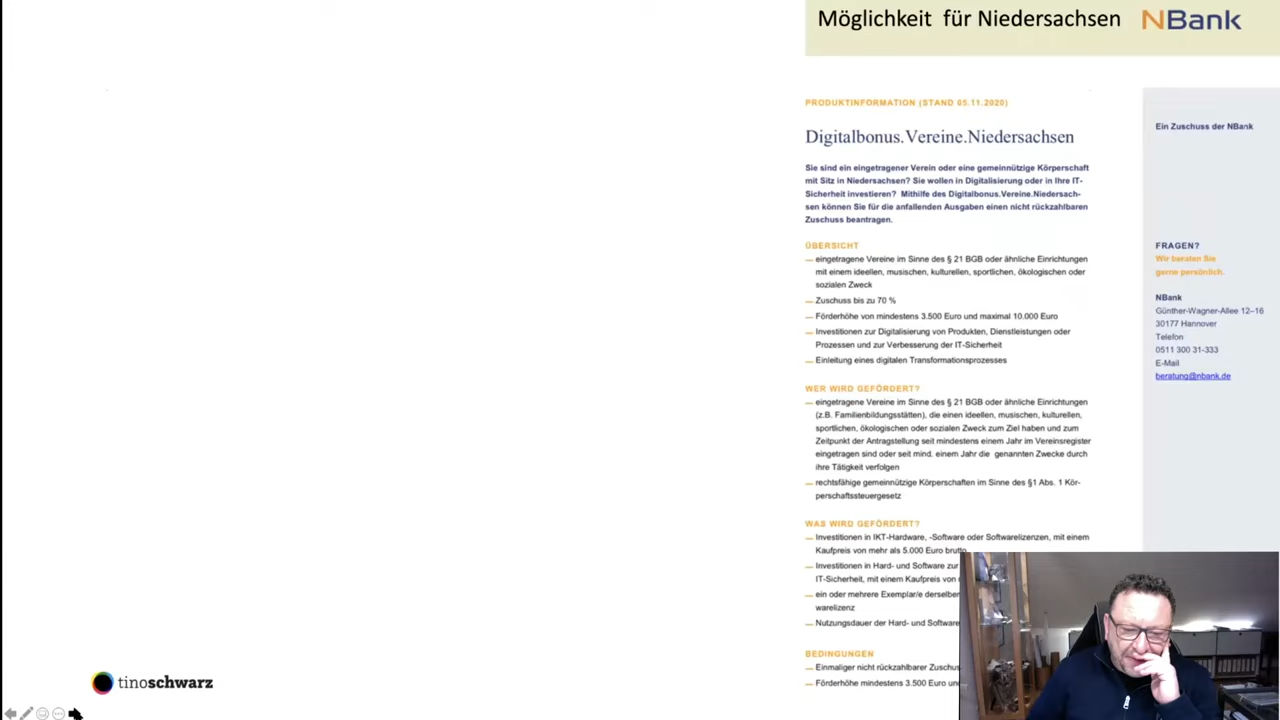 Möglichkeit für Niedersachsen
NBank
PRODUKTINFORMATION (STAND 05.11.2020)
Digitalbonus.Vereine.Niedersachsen
Sie sind ein eingetragener Verein oder eine gemeinnützige Körperschaft
mit Sitz in Niedersachsen? Sie wollen in Digitalisierung oder in Ihre IT-
Sicherheit investieren? Mithilfe des Digitalbonus.Vereine.Niedersach-
sen können Sie für die anfallenden Ausgaben einen nicht rückzahlbaren
Zuschuss beantragen.
ÜBERSICHT
— eingetragene Vereine im Sinne des § 21 BGB oder ähnliche Einrichtungen
mit einem ideellen, musischen, kulturellen, sportlichen, ökologischen oder
sozialen Zweck
— Zuschuss bis zu 70 %
— Förderhöhe von mindestens 3.500 Euro und maximal 10.000 Euro
— Investitionen zur Digitalisierung von Produkten, Dienstleistungen oder
Prozessen und zur Verbesserung der IT-Sicherheit
— Einleitung eines digitalen Transformationsprozesses
WER WIRD GEFÖRDERT?
— eingetragene Vereine im Sinne des § 21 BGB oder ähnliche Einrichtungen
(z.B. Familienbildungsstätten), die einen ideellen, musischen, kulturellen,
sportlichen, ökologischen oder sozialen Zweck zum Ziel haben und zum
Zeitpunkt der Antragstellung seit mindestens einem Jahr im Vereinsregister
eingetragen sind oder seit mind. einem Jahr die genannten Zwecke durch
ihre Tätigkeit verfolgen
— rechtsfähige gemeinnützige Körperschaften im Sinne des §1 Abs. 1 Kör-
perschaftssteuergesetz
WAS WIRD GEFÖRDERT?
— Investitionen in IKT-Hardware, -Software oder Softwarelizenzen, mit einem
Kaufpreis von mehr als 5.000 Euro brutto
— Investitionen in Hard- und Software zur
IT-Sicherheit, mit einem Kaufpreis von
— ein oder mehrere Exemplar/e derselben
warelizenz
— Nutzungsdauer der Hard- und Software
BEDINGUNGEN
— Einmaliger nicht rückzahlbarer Zuschus
— Förderhöhe mindestens 3.500 Euro und
Ein Zuschuss der NBank
FRAGEN?
Wir beraten Sie
gerne persönlich.
NBank
Günther-Wagner-Allee 12–16
30177 Hannover
Telefon
0511 300 31-333
E-Mail
beratung@nbank.de
tinoschwarz